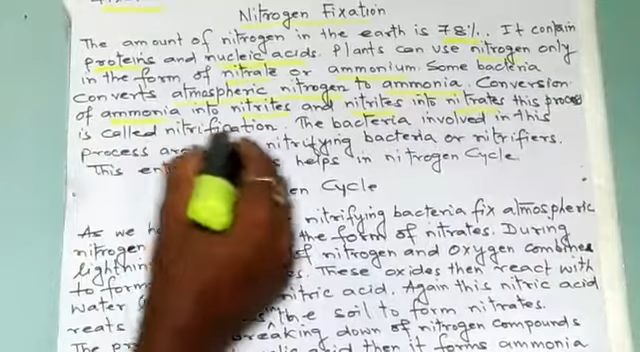 Nitrogen Fixation
The amount of nitrogen in the earth is 78%. It contain
proteins and nucleic acids. Plants can use nitrogen only
in the form of nitrate or ammonium. Some bacteria
Converts atmospheric nitrogen to ammonia. Conversion
of ammonia into nitrites and nitrites into nitrates this process
is called nitrification. The bacteria involved in this
process are nitrifying bacteria or nitrifiers.
This helps in nitrogen Cycle.
Cycle
As we nitrifying bacteria fix atmospheric
nitrogen the form of nitrates. During
of nitrogen and oxygen combines
to form These oxides then react with
water nitric acid. Again this nitric acid
reats the soil to form nitrates.
The breaking down of nitrogen compounds
acid then it forms ammonia